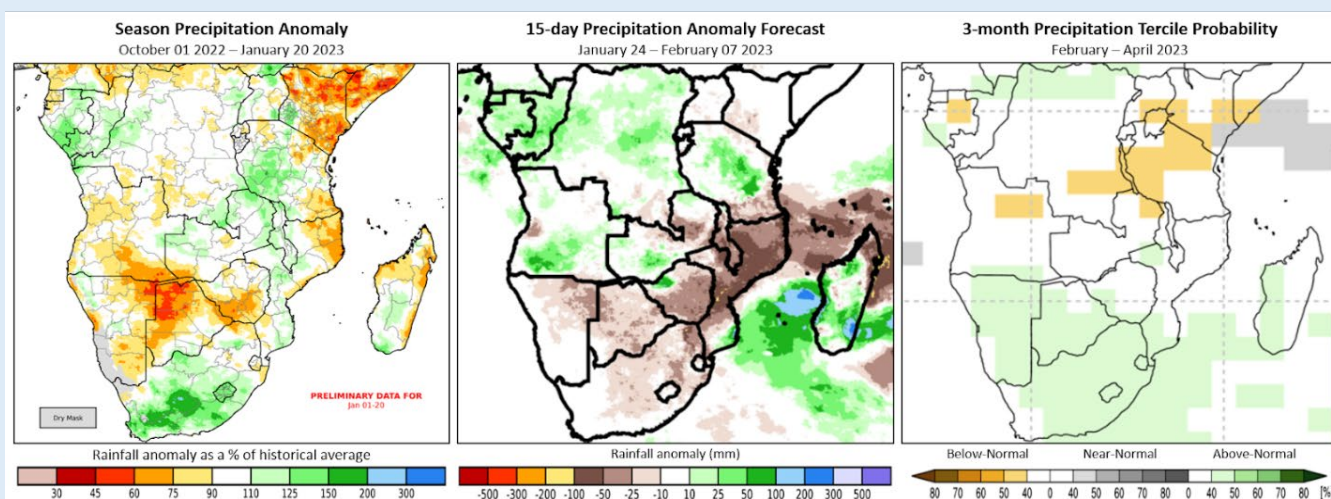 Season Precipitation Anomaly
October 01 2022 – January 20 2023
PRELIMINARY DATA FOR
Jan 01-20
Dry Mask
Rainfall anomaly as a % of historical average
30 45 60 75 90 110 125 150 200 300
15-day Precipitation Anomaly Forecast
January 24 – February 07 2023
Rainfall anomaly (mm)
-500 -300 -200 -100 -50 -25 -10 10 25 50 100 200 300 500
3-month Precipitation Tercile Probability
February – April 2023
Below-Normal Near-Normal Above-Normal
80 70 60 50 40 0 40 50 60 70 80 40 0 40 50 60 70 80 [%